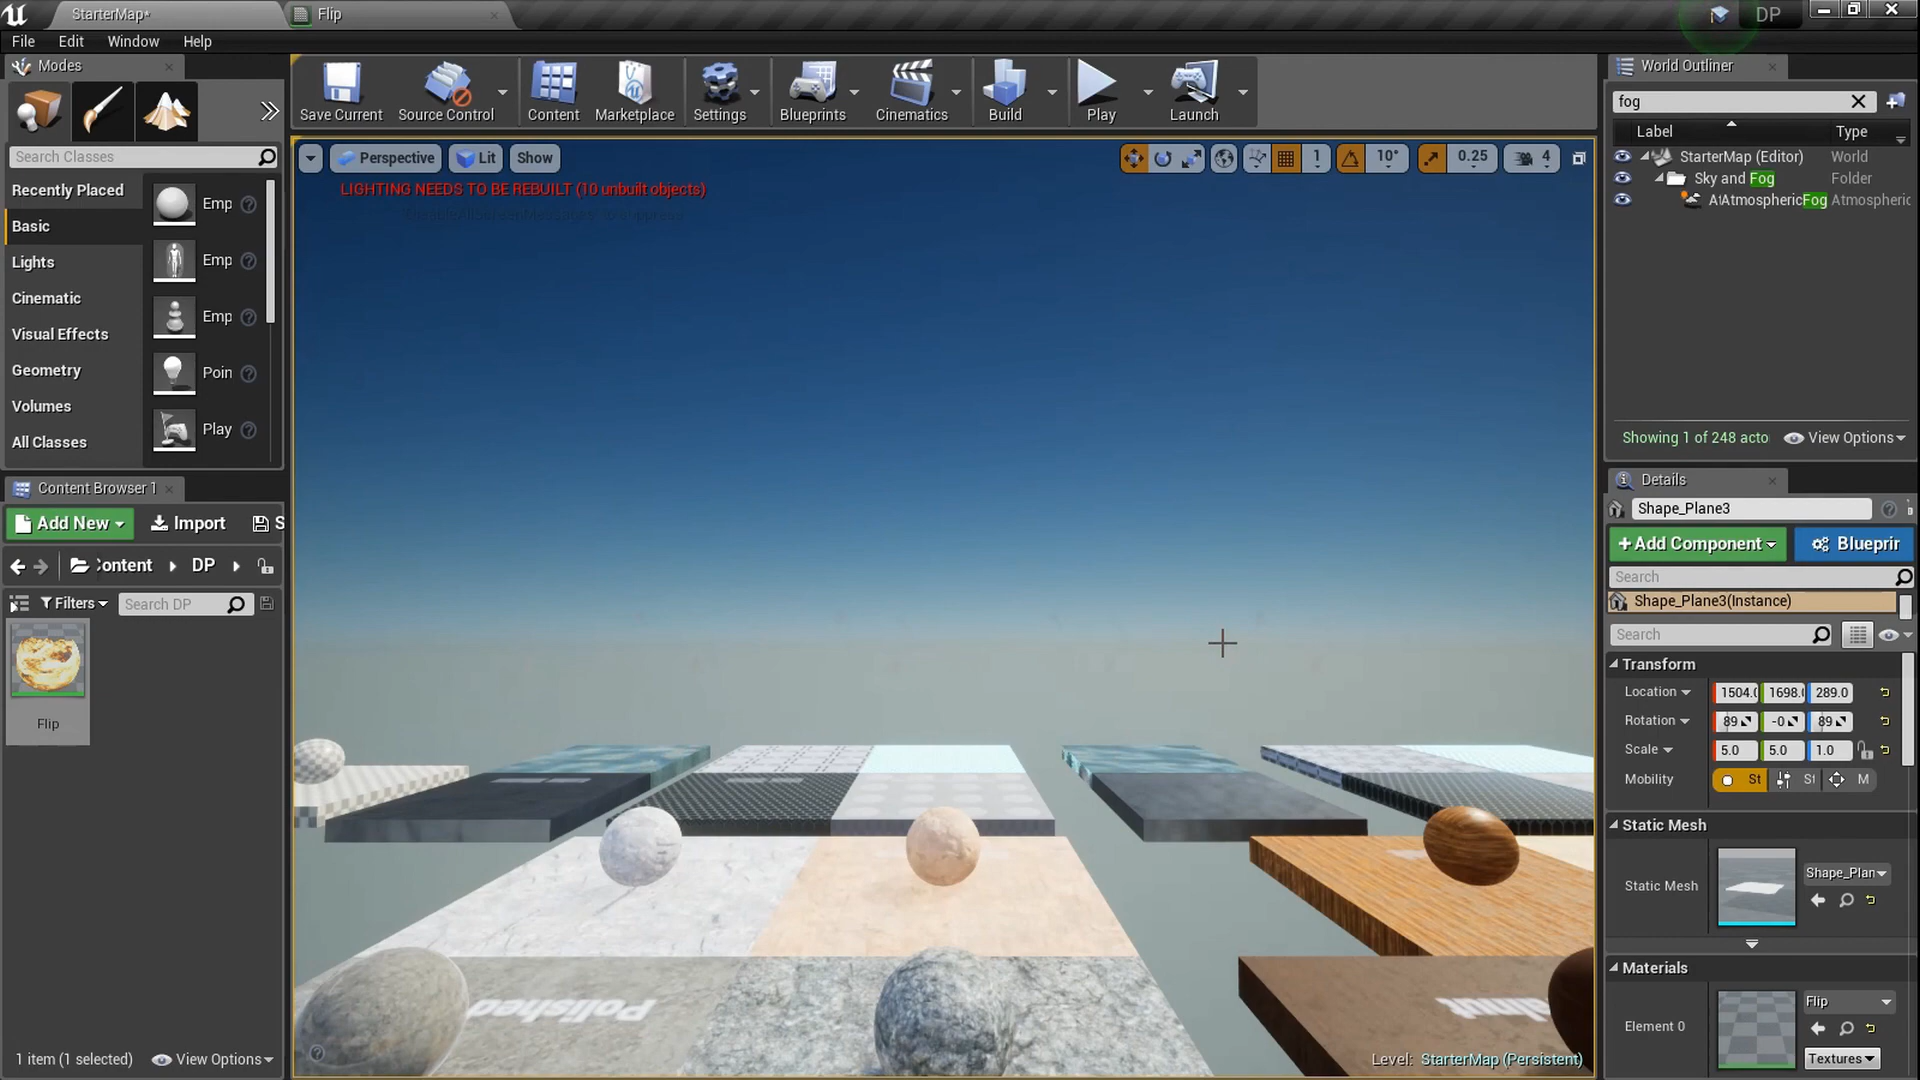 StarterMap*
Flip
DP
File
Edit
Window
Help
Modes
Search Classes
Recently Placed
Basic
Lights
Cinematic
Visual Effects
Geometry
Volumes
All Classes
Emp
Emp
Emp
Poin
Play
Save Current
Source Control
Content
Marketplace
Settings
Blueprints
Cinematics
Build
Play
Launch
Perspective
Lit
Show
1
10°
0.25
4
LIGHTING NEEDS TO BE REBUILT (10 unbuilt objects)
'DisableAllScreenMessages' to suppress
Polished
Level: StarterMap (Persistent)
Content Browser 1
Add New
Import
S
:ontent
DP
Filters
Search DP
Flip
1 item (1 selected)
View Options
World Outliner
fog
Label
Type
StarterMap (Editor)
World
Sky and Fog
Folder
AtmosphericFog
Atmospheric
Showing 1 of 248 acto
View Options
Details
Shape_Plane3
+Add Component
Blueprir
Search
Shape_Plane3(Instance)
Search
Transform
Location
1504.0
1698.0
289.0
Rotation
89
-0
89
Scale
5.0
5.0
1.0
Mobility
St
St
M
Static Mesh
Static Mesh
Shape_Plan
Materials
Element 0
Flip
Textures